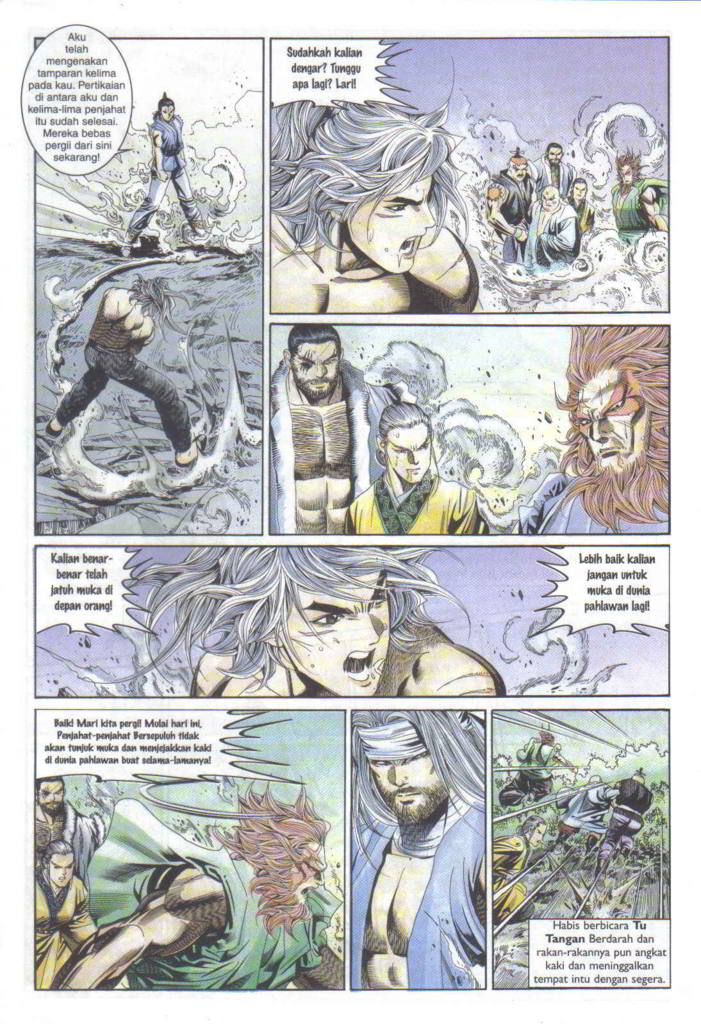 Aku
telah
mengenakan
tamparan kelima
pada kau. Pertikaian
di antara aku dan
kelima-lima penjahat
itu sudah selesai.
Mereka bebas
pergii dari sini
sekarang!
Sudahkah kalian
dengar? Tunggu
apa lagi? Lari!
Kalian benar-
benar telah
jatuh muka di
depan orang!
Lebih baik kalian
jangan untuk
muka di dunia
pahlawan lagi!
Baik! Mari kita pergi! Mulai hari ini,
Penjahat-penjahat Bersepuluh tidak
akan tunjuk muka dan menjejakkan kaki
di dunia pahlawan buat selama-lamanya!
Habis berbicara Tu
Tangan Berdarah dan
rakan-rakannya pun angkat
kaki dan meninggalkan
tempat intu dengan segera.